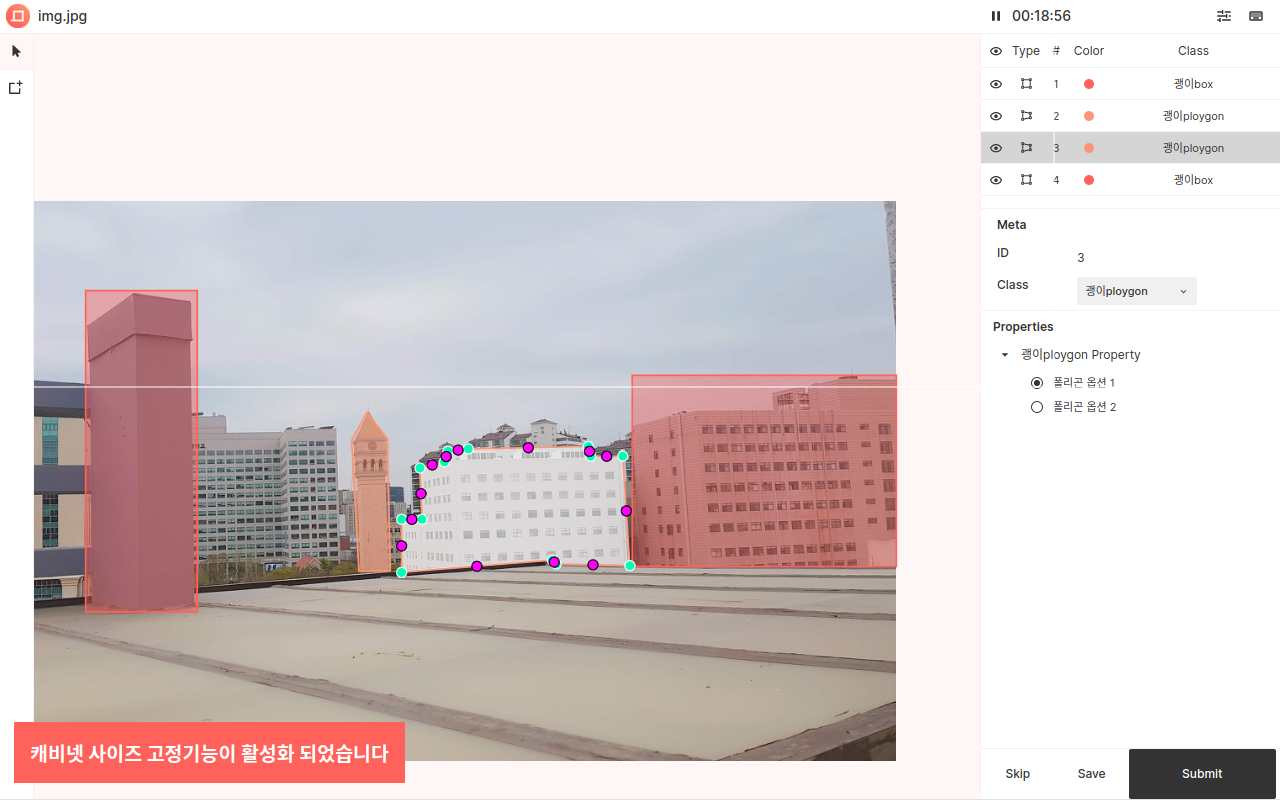 img.jpg
00:18:56
Type # Color Class
1 괭이box
2 괭이ploygon
3 괭이ploygon
4 괭이box
Meta
ID 3
Class 괭이ploygon
Properties
괭이ploygon Property
폴리곤 옵션 1
폴리곤 옵션 2
캐비넷 사이즈 고정기능이 활성화 되었습니다
Skip Save Submit